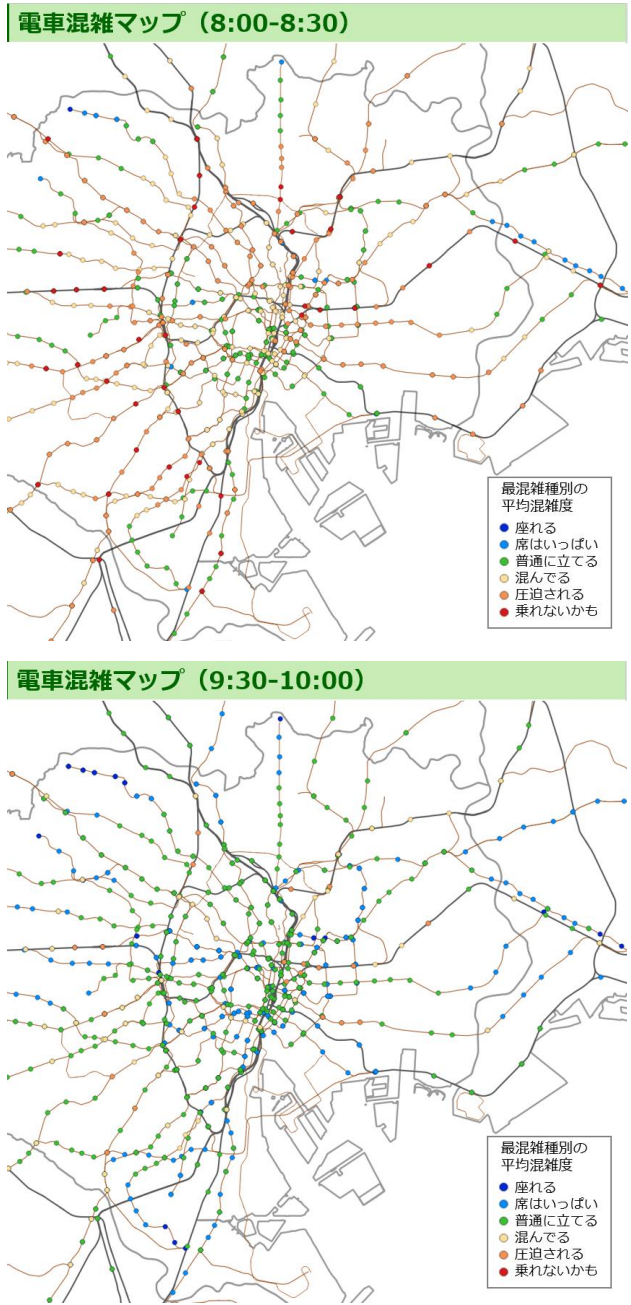 電車混雑マップ（8:00-8:30）
最混雑種別の
平均混雑度
座れる
席はいっぱい
普通に立てる
混んでる
圧迫される
乗れないかも
電車混雑マップ（9:30-10:00）
最混雑種別の
平均混雑度
座れる
席はいっぱい
普通に立てる
混んでる
圧迫される
乗れないかも